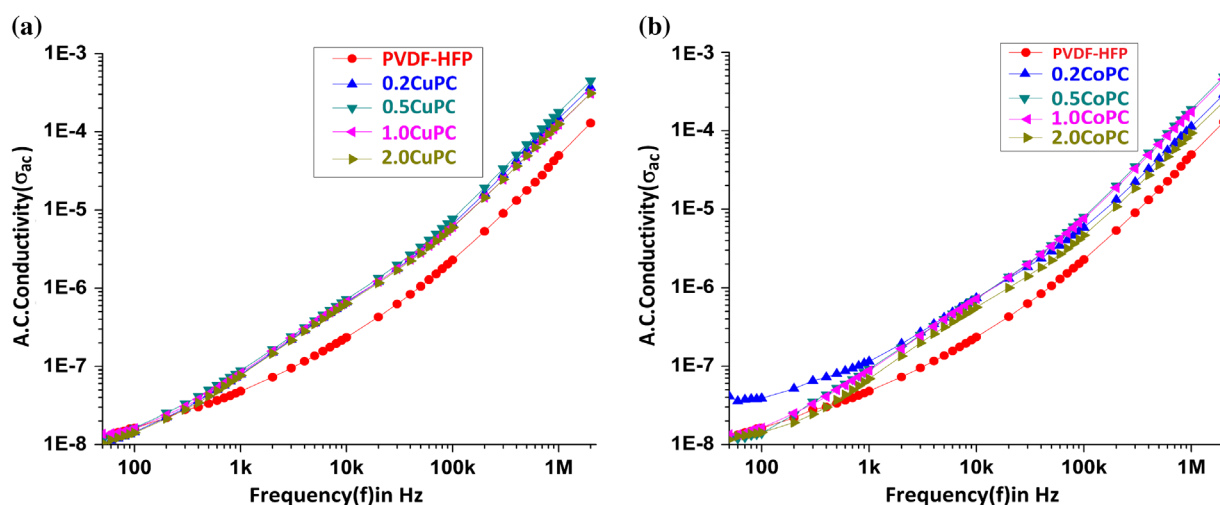 (a)
A.C.Conductivity(σac)
1E-3
1E-4
1E-5
1E-6
1E-7
1E-8
PVDF-HFP
0.2CuPC
0.5CuPC
1.0CuPC
2.0CuPC
100
1k
10k
100k
1M
Frequency(f)in Hz
(b)
A.C.Conductivity(σac)
1E-3
1E-4
1E-5
1E-6
1E-7
1E-8
PVDF-HFP
0.2CoPC
0.5CoPC
1.0CoPC
2.0CoPC
100
1k
10k
100k
1M
Frequency(f)in Hz